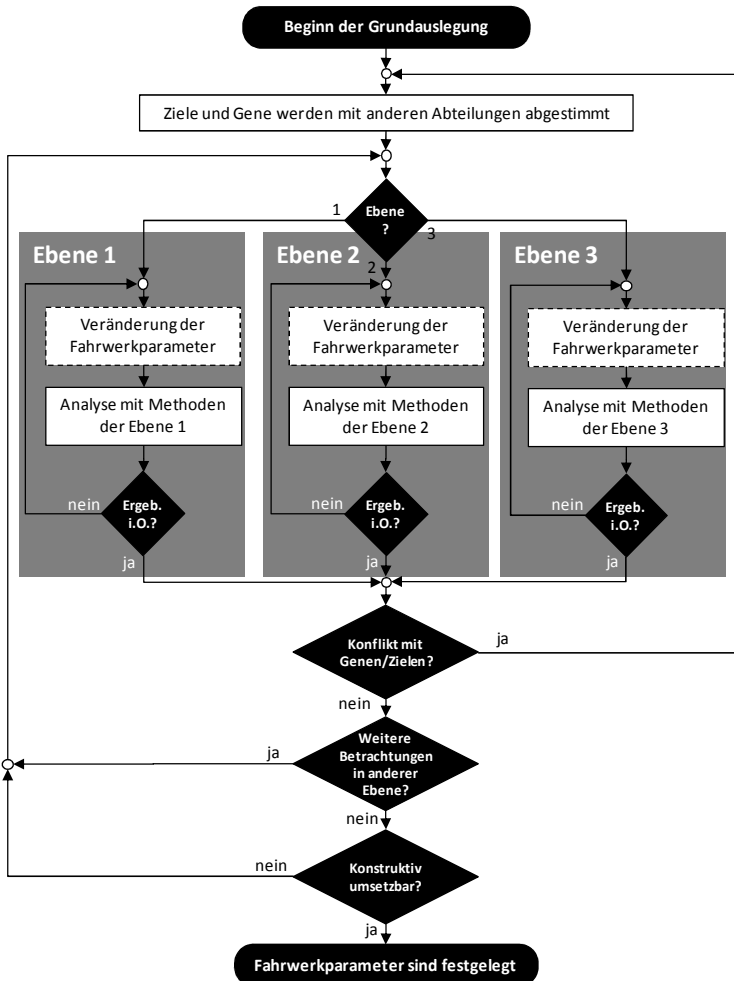 Beginn der Grundauslegung
Ziele und Gene werden mit anderen Abteilungen abgestimmt
Ebene
?
1
2
3
Ebene 1
Veränderung der
Fahrwerkparameter
Analyse mit Methoden
der Ebene 1
Ergeb.
i.O.?
nein
ja
Ebene 2
Veränderung der
Fahrwerkparameter
Analyse mit Methoden
der Ebene 2
Ergeb.
i.O.?
nein
ja
Ebene 3
Veränderung der
Fahrwerkparameter
Analyse mit Methoden
der Ebene 3
Ergeb.
i.O.?
nein
ja
Konflikt mit
Genen/Zielen?
ja
nein
Weitere
Betrachtungen
in anderer
Ebene?
ja
nein
Konstruktiv
umsetzbar?
nein
ja
Fahrwerkparameter sind festgelegt